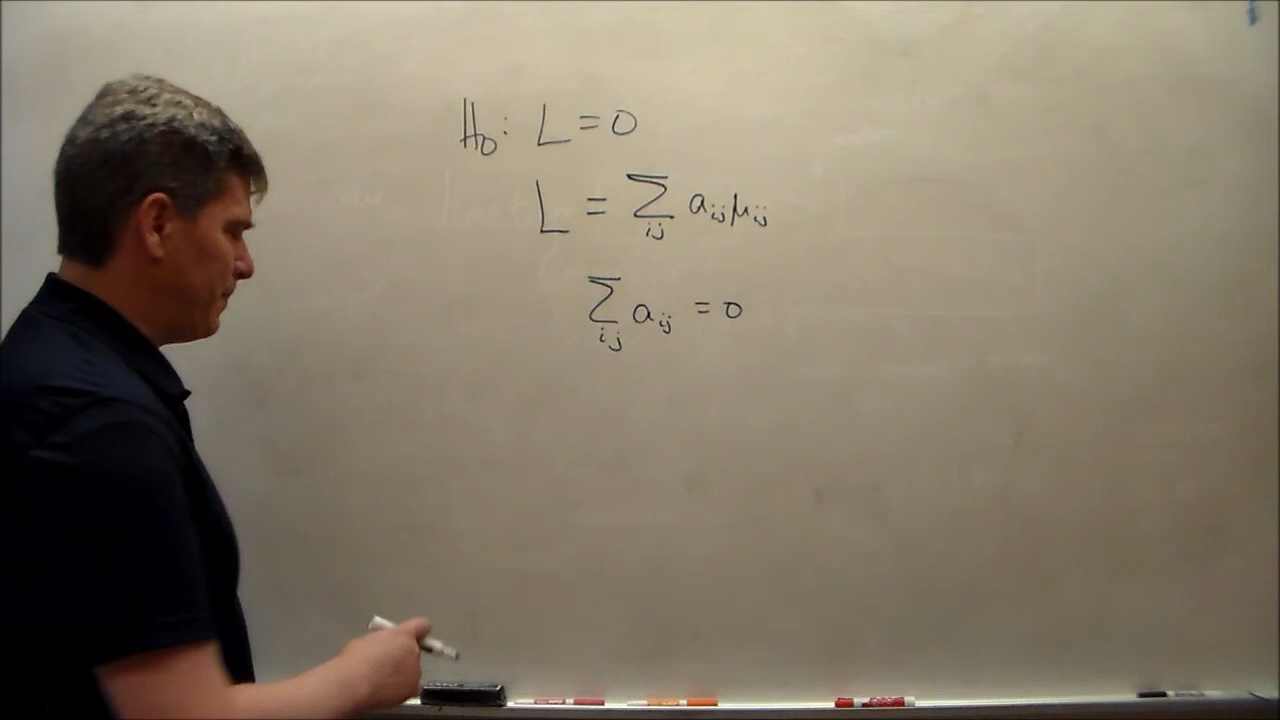 H₀: L = 0
L = ∑ᵢⱼ aᵢⱼ μᵢⱼ
∑ᵢⱼ aᵢⱼ = 0